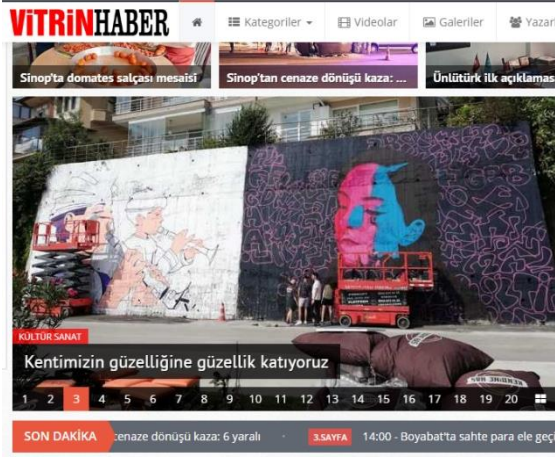 VİTRİNHABER
Kategoriler
Videolar
Galeriler
Yazar
Sinop'ta domates salçası mesaisi
Sinop'tan cenaze dönüşü kaza: ...
Ünlütürk ilk açıklamas
KÜLTÜR SANAT
Kentimizin güzelliğine güzellik katıyoruz
1 2 3 4 5 6 7 8 9 10 11 12 13 14 15 16 17 18 19 20
SON DAKİKA cenaze dönüşü kaza: 6 yaralı · 3.SAYFA 14:00 - Boyabat'ta sahte para ele geçi